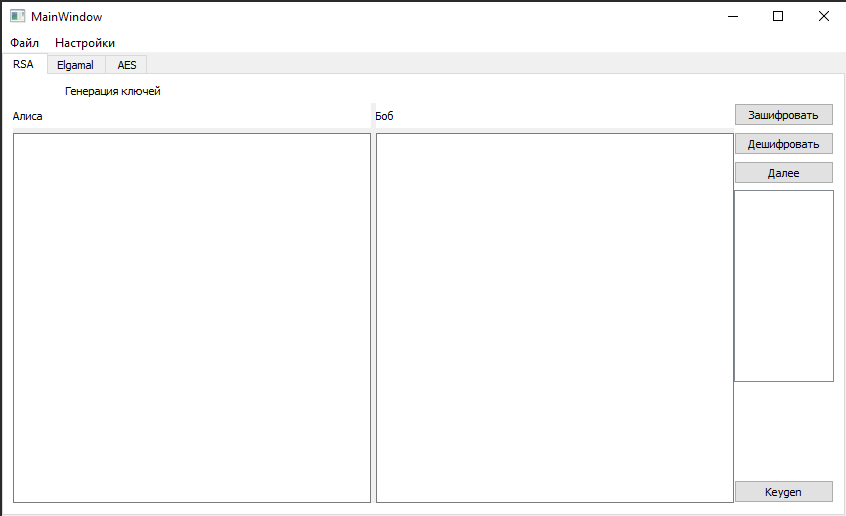 MainWindow
Файл Настройки
RSA Elgamal AES
Генерация ключей
Алиса Боб
Зашифровать
Дешифровать
Далее
Keygen